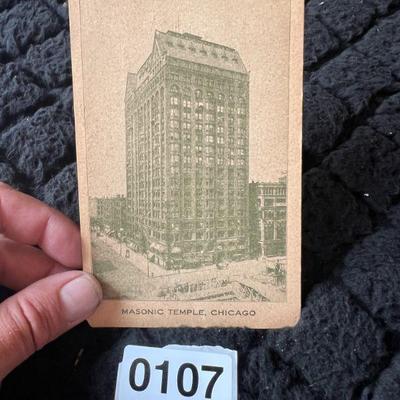 MASONIC TEMPLE, CHICAGO
0107